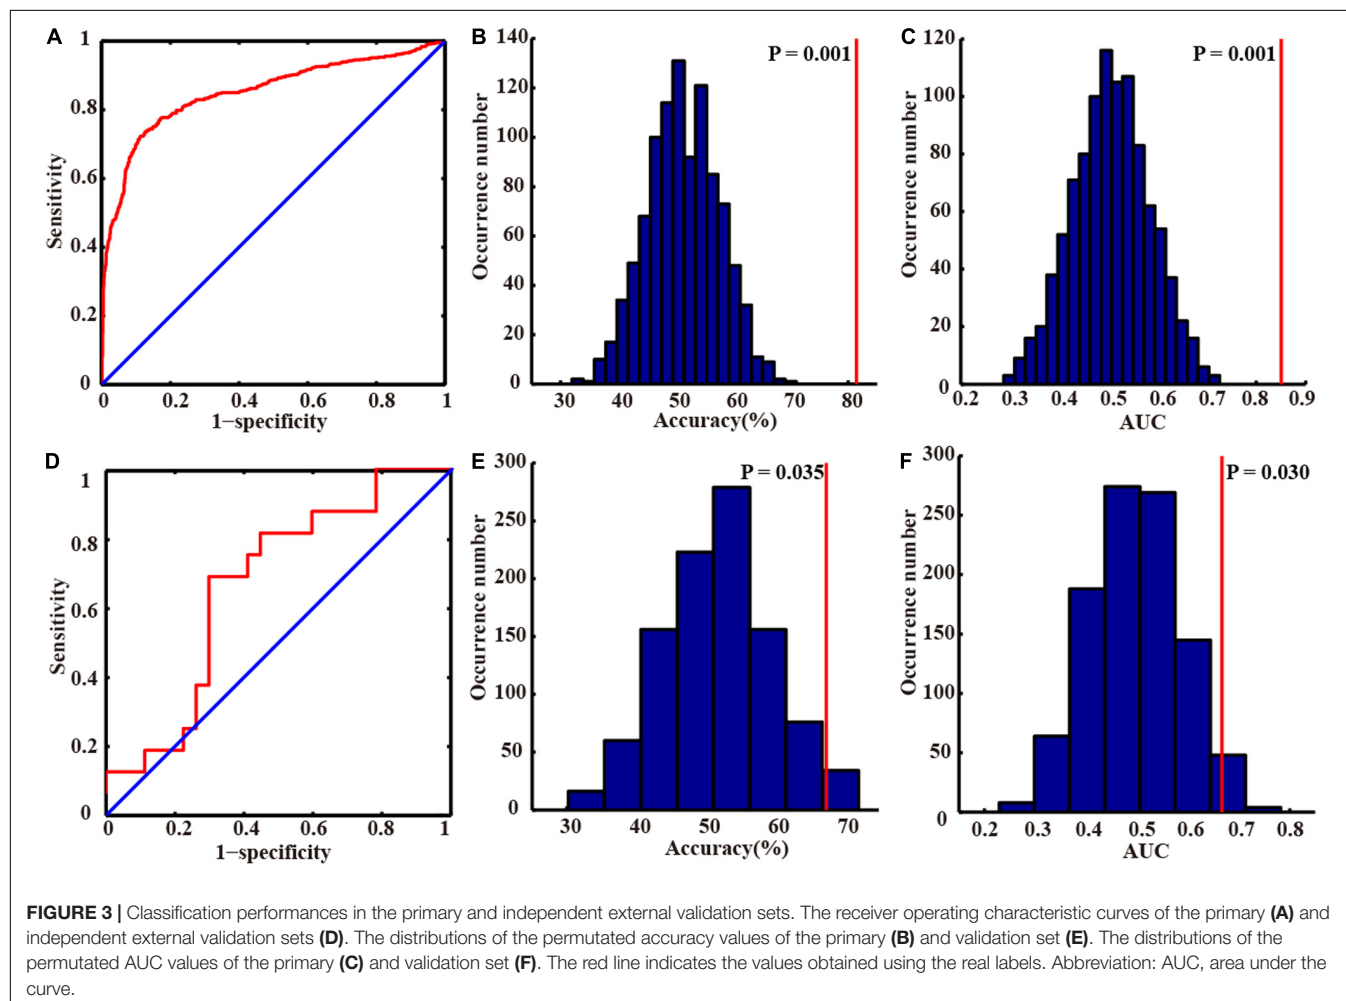 A
1
0.8
0.6
0.4
0.2
0
Sensitivity
0 0.2 0.4 0.6 0.8 1
1−specificity
B
P = 0.001
140
120
100
80
60
40
20
0
Occurrence number
30 40 50 60 70 80
Accuracy(%)
C
P = 0.001
120
100
80
60
40
20
0
Occurrence number
0.2 0.3 0.4 0.5 0.6 0.7 0.8 0.9
AUC
D
1
0.8
0.6
0.4
0.2
0
Sensitivity
0 0.2 0.4 0.6 0.8 1
1−specificity
E
P = 0.035
300
250
200
150
100
50
0
Occurrence number
30 40 50 60 70
Accuracy(%)
F
P = 0.030
300
250
200
150
100
50
0
Occurrence number
0.2 0.3 0.4 0.5 0.6 0.7 0.8
AUC
FIGURE 3 | Classification performances in the primary and independent external validation sets. The receiver operating characteristic curves of the primary (A) and
independent external validation sets (D). The distributions of the permutated accuracy values of the primary (B) and validation set (E). The distributions of the
permutated AUC values of the primary (C) and validation set (F). The red line indicates the values obtained using the real labels. Abbreviation: AUC, area under the
curve.